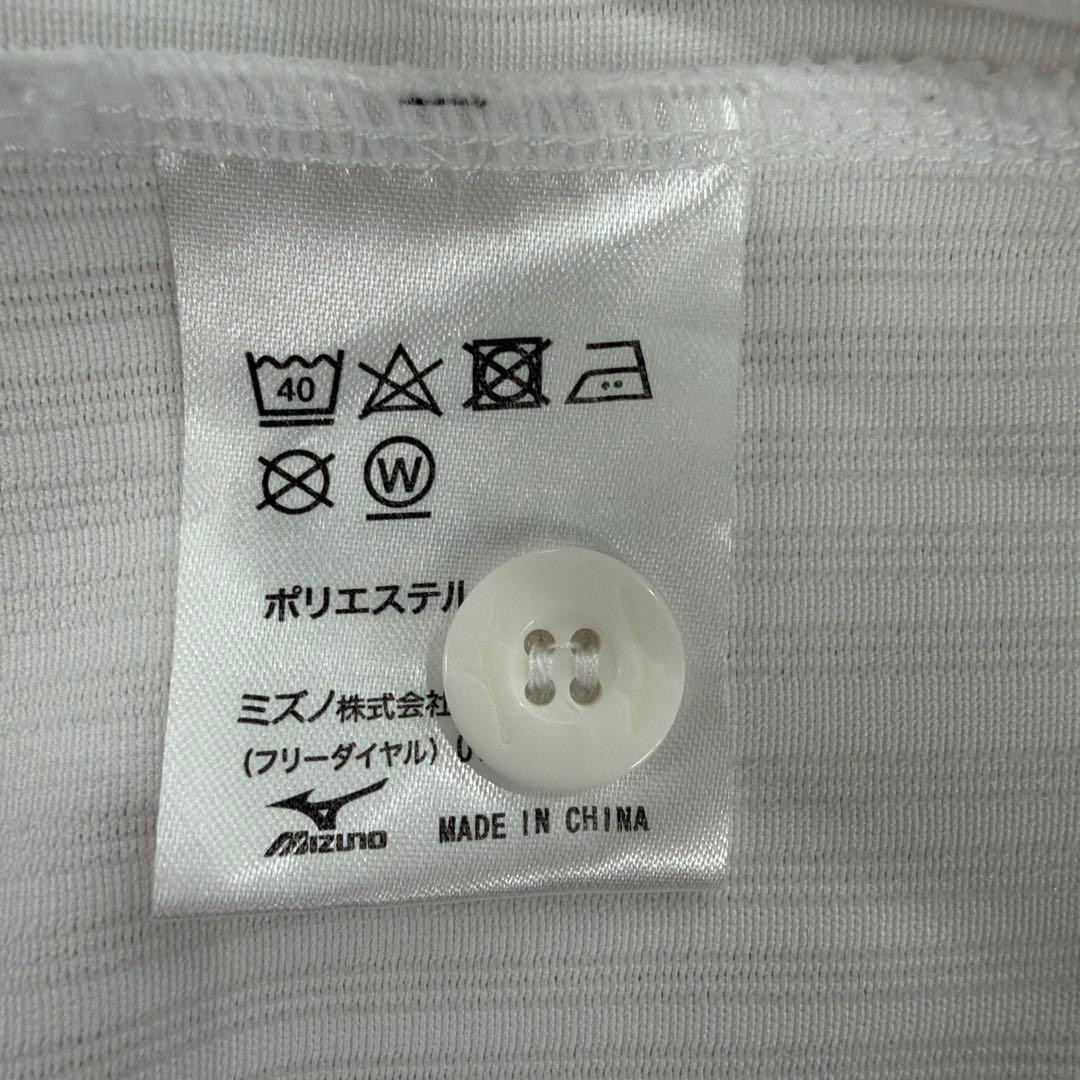 40
W
ポリエステル
ミズノ株式会
(フリーダイヤル) 0
Mizuno
MADE IN CHINA